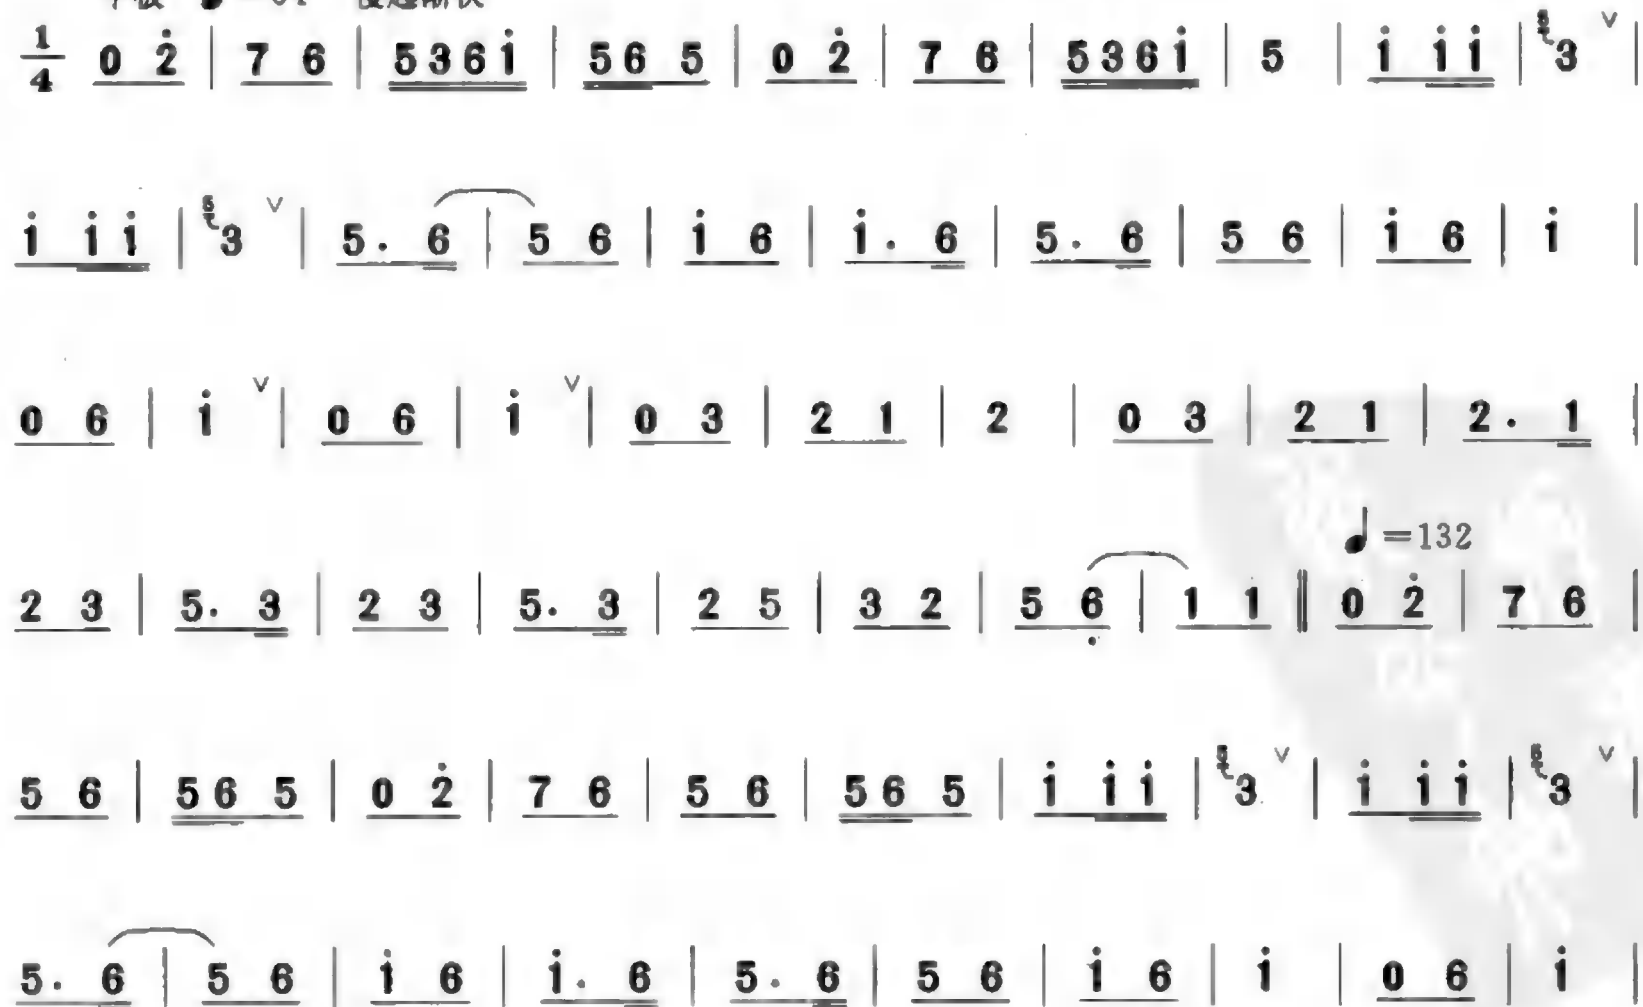 1/4 0 2̇ | 7 6 | 5 3 6 1̇ | 5 6 5 | 0 2̇ | 7 6 | 5 3 6 1̇ | 5 | 1̇ 1̇ 1̇ | 3 ∨ |
1̇ 1̇ 1̇ | 3 ∨ | 5. 6 | 5 6 | 1̇ 6 | 1̇. 6 | 5. 6 | 5 6 | 1̇ 6 | 1̇ |
0 6 | 1̇ ∨ | 0 6 | 1̇ ∨ | 0 3 | 2 1 | 2 | 0 3 | 2 1 | 2. 1 |
♩=132
2 3 | 5. 3 | 2 3 | 5. 3 | 2 5 | 3 2 | 5 6̣ | 1 1 ‖ 0 2̇ | 7 6 |
5 6 | 5 6 5 | 0 2̇ | 7 6 | 5 6 | 5 6 5 | 1̇ 1̇ 1̇ | 3 ∨ | 1̇ 1̇ 1̇ | 3 ∨ |
5. 6 | 5 6 | 1̇ 6 | 1̇. 6 | 5. 6 | 5 6 | 1̇ 6 | 1̇ | 0 6 | 1̇ |